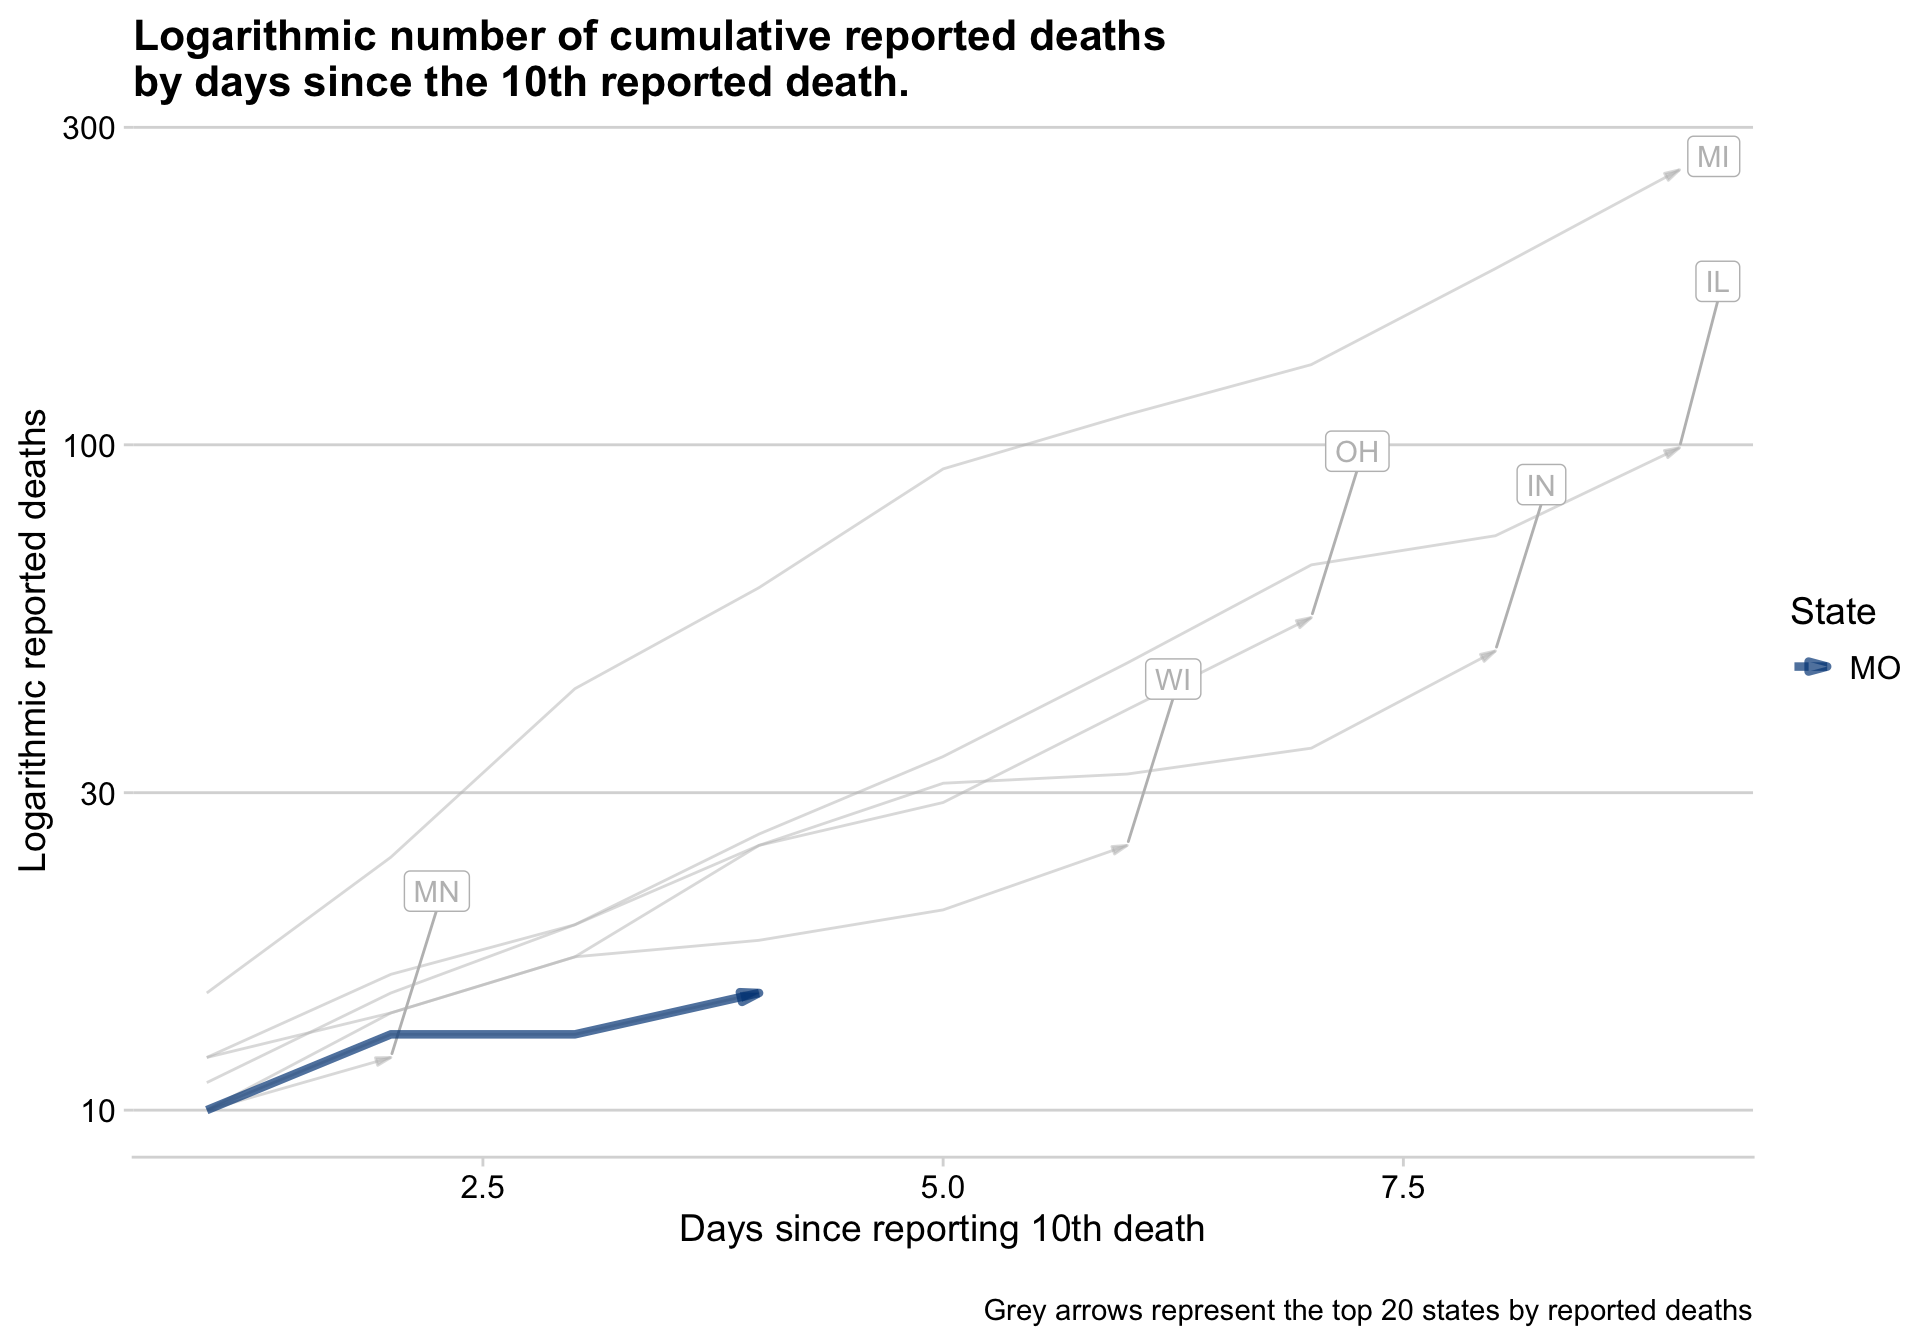 Logarithmic number of cumulative reported deaths
by days since the 10th reported death.
300
MI
IL
100
OH
IN
WI
30
MN
10
Logarithmic reported deaths
State
MO
2.5
5.0
7.5
Days since reporting 10th death
Grey arrows represent the top 20 states by reported deaths